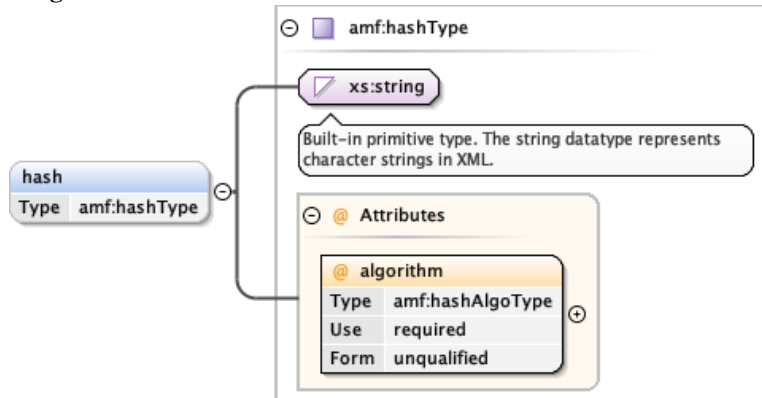 amf:hashType
xs:string
Built-in primitive type. The string datatype represents
character strings in XML.
hash
Type amf:hashType
@ Attributes
@ algorithm
Type amf:hashAlgoType
Use required
Form unqualified